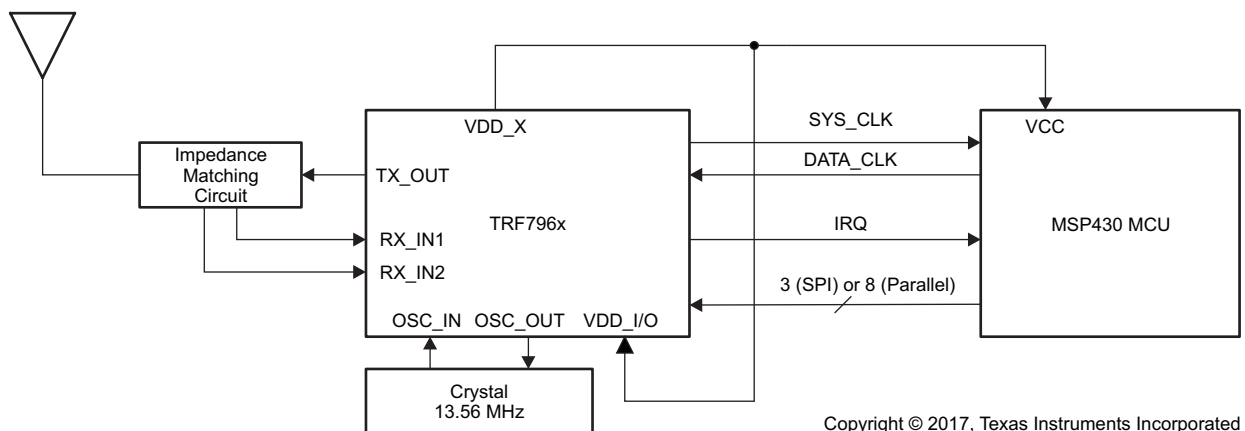 VDD_X
SYS_CLK
VCC
Impedance
Matching
Circuit
TX_OUT
DATA_CLK
RX_IN1
TRF796x
IRQ
MSP430 MCU
RX_IN2
3 (SPI) or 8 (Parallel)
OSC_IN
OSC_OUT
VDD_I/O
Crystal
13.56 MHz
Copyright © 2017, Texas Instruments Incorporated